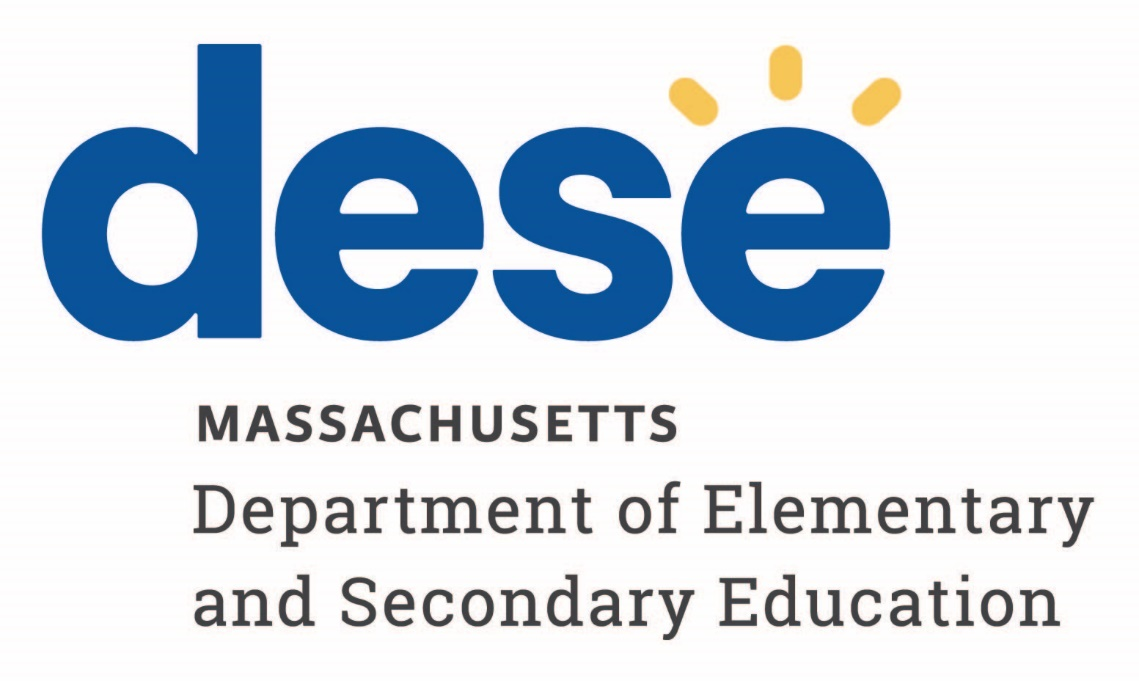 dese
MASSACHUSETTS
Department of Elementary
and Secondary Education